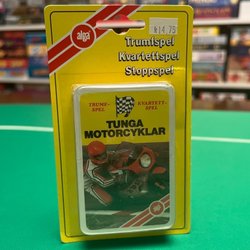 alga
Trumfspel
Kvartettspel
Stoppspel
TRUMF-
SPEL
KVARTETT-
SPEL
TUNGA
MOTORCYKLAR